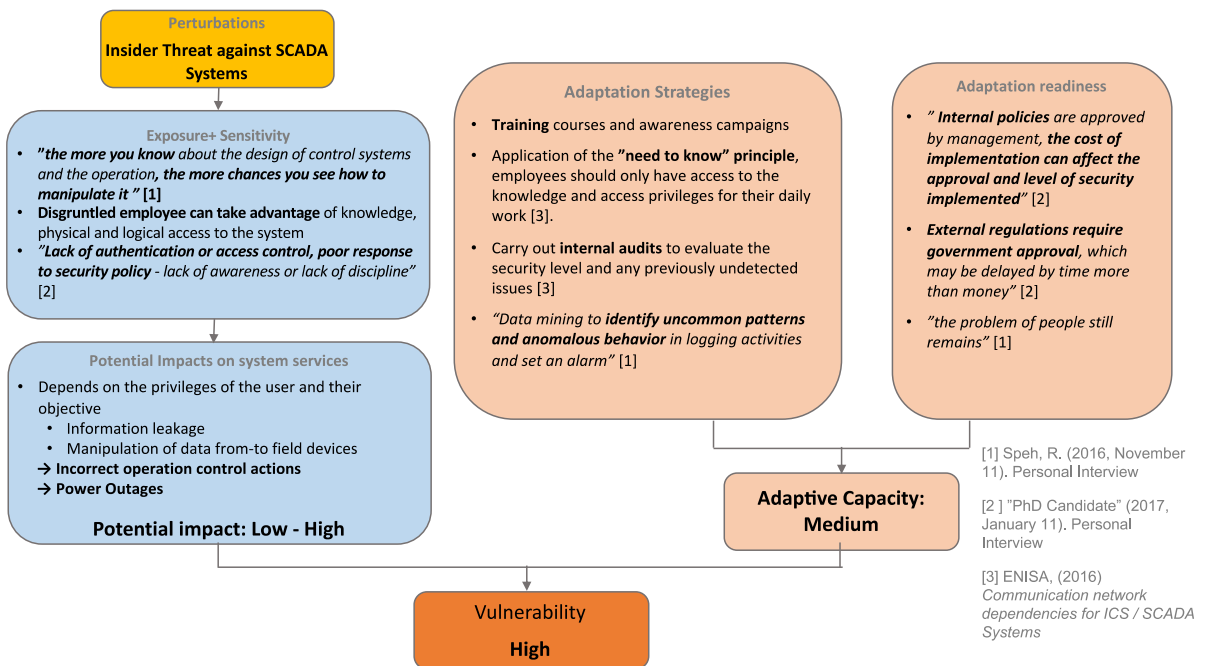 Perturbations
Insider Threat against SCADA
Systems
Exposure+ Sensitivity
• ”the more you know about the design of control systems
and the operation, the more chances you see how to
manipulate it ” [1]
• Disgruntled employee can take advantage of knowledge,
physical and logical access to the system
• ”Lack of authentication or access control, poor response
to security policy - lack of awareness or lack of discipline”
[2]
Potential Impacts on system services
• Depends on the privileges of the user and their
objective
• Information leakage
• Manipulation of data from-to field devices
→ Incorrect operation control actions
→ Power Outages
Potential impact: Low - High
Adaptation Strategies
• Training courses and awareness campaigns
• Application of the ”need to know” principle,
employees should only have access to the
knowledge and access privileges for their daily
work [3].
• Carry out internal audits to evaluate the
security level and any previously undetected
issues [3]
• “Data mining to identify uncommon patterns
and anomalous behavior in logging activities
and set an alarm” [1]
Adaptation readiness
• ” Internal policies are approved
by management, the cost of
implementation can affect the
approval and level of security
implemented” [2]
• External regulations require
government approval, which
may be delayed by time more
than money” [2]
• ”the problem of people still
remains” [1]
Adaptive Capacity:
Medium
Vulnerability
High
[1] Speh, R. (2016, November
11). Personal Interview
[2 ] ”PhD Candidate” (2017,
January 11). Personal
Interview
[3] ENISA, (2016)
Communication network
dependencies for ICS / SCADA
Systems